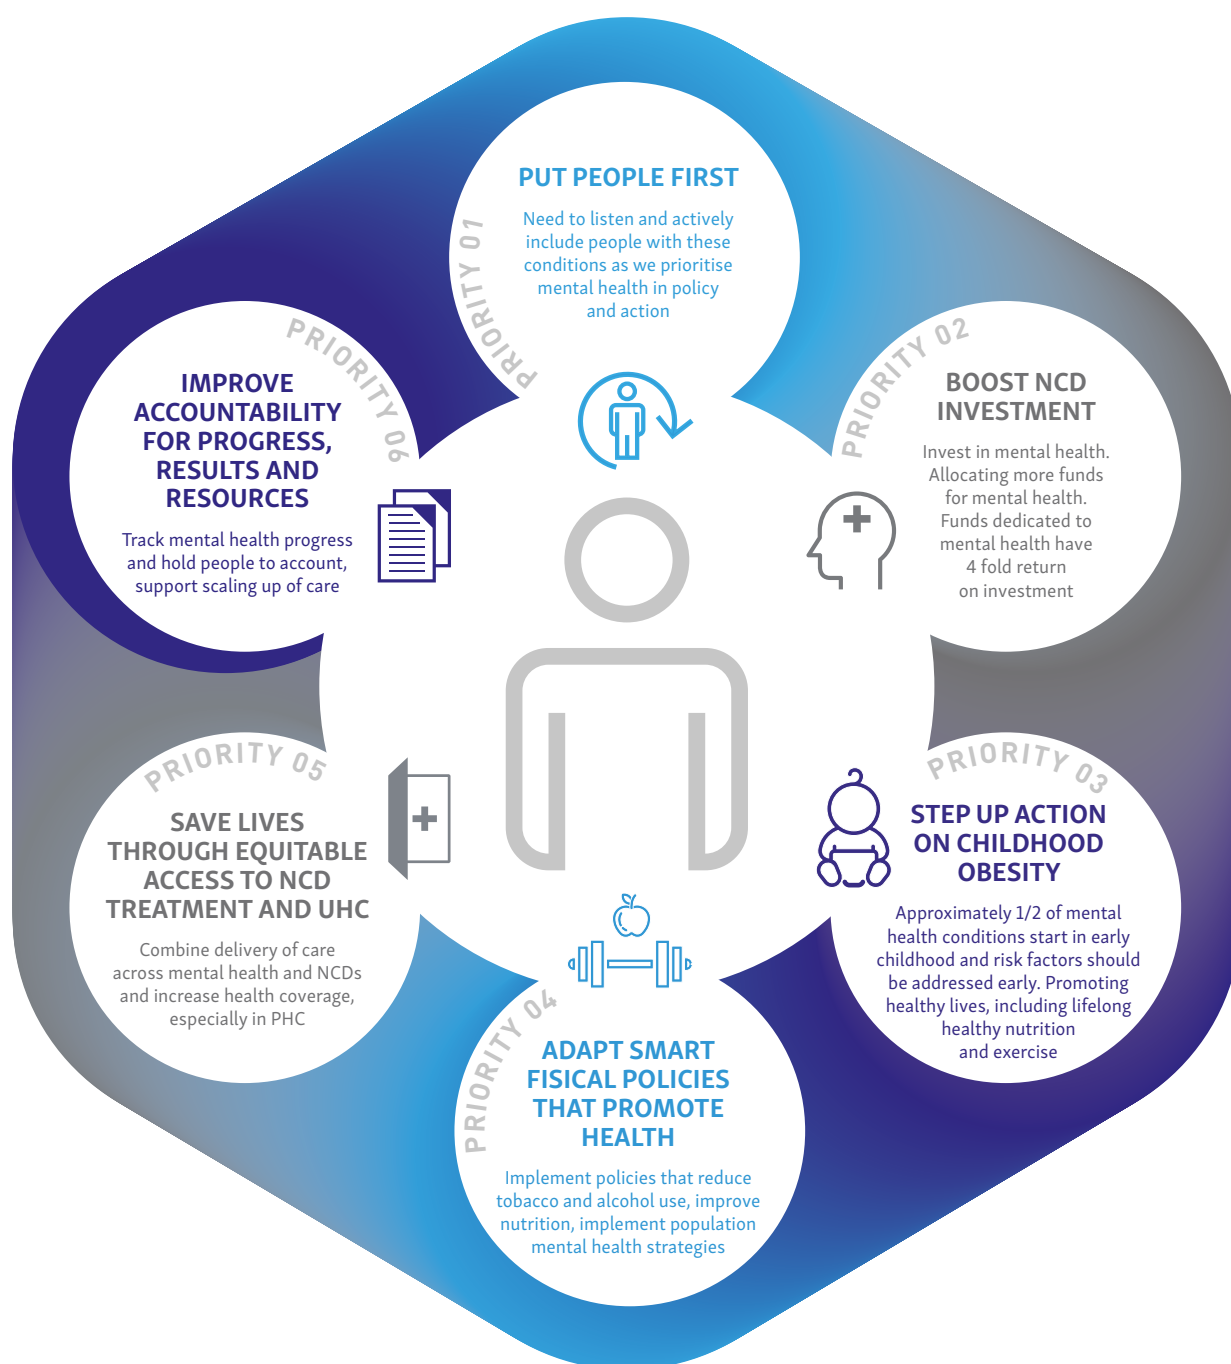 PRIORITY 01
PUT PEOPLE FIRST
Need to listen and actively
include people with these
conditions as we prioritise
mental health in policy
and action
PRIORITY 02
BOOST NCD
INVESTMENT
Invest in mental health.
Allocating more funds
for mental health.
Funds dedicated to
mental health have
4 fold return
on investment
PRIORITY 03
STEP UP ACTION
ON CHILDHOOD
OBESITY
Approximately 1/2 of mental
health conditions start in early
childhood and risk factors should
be addressed early. Promoting
healthy lives, including lifelong
healthy nutrition
and exercise
PRIORITY 04
ADAPT SMART
FISICAL POLICIES
THAT PROMOTE
HEALTH
Implement policies that reduce
tobacco and alcohol use, improve
nutrition, implement population
mental health strategies
PRIORITY 05
SAVE LIVES
THROUGH EQUITABLE
ACCESS TO NCD
TREATMENT AND UHC
Combine delivery of care
across mental health and NCDs
and increase health coverage,
especially in PHC
PRIORITY 06
IMPROVE
ACCOUNTABILITY
FOR PROGRESS,
RESULTS AND
RESOURCES
Track mental health progress
and hold people to account,
support scaling up of care